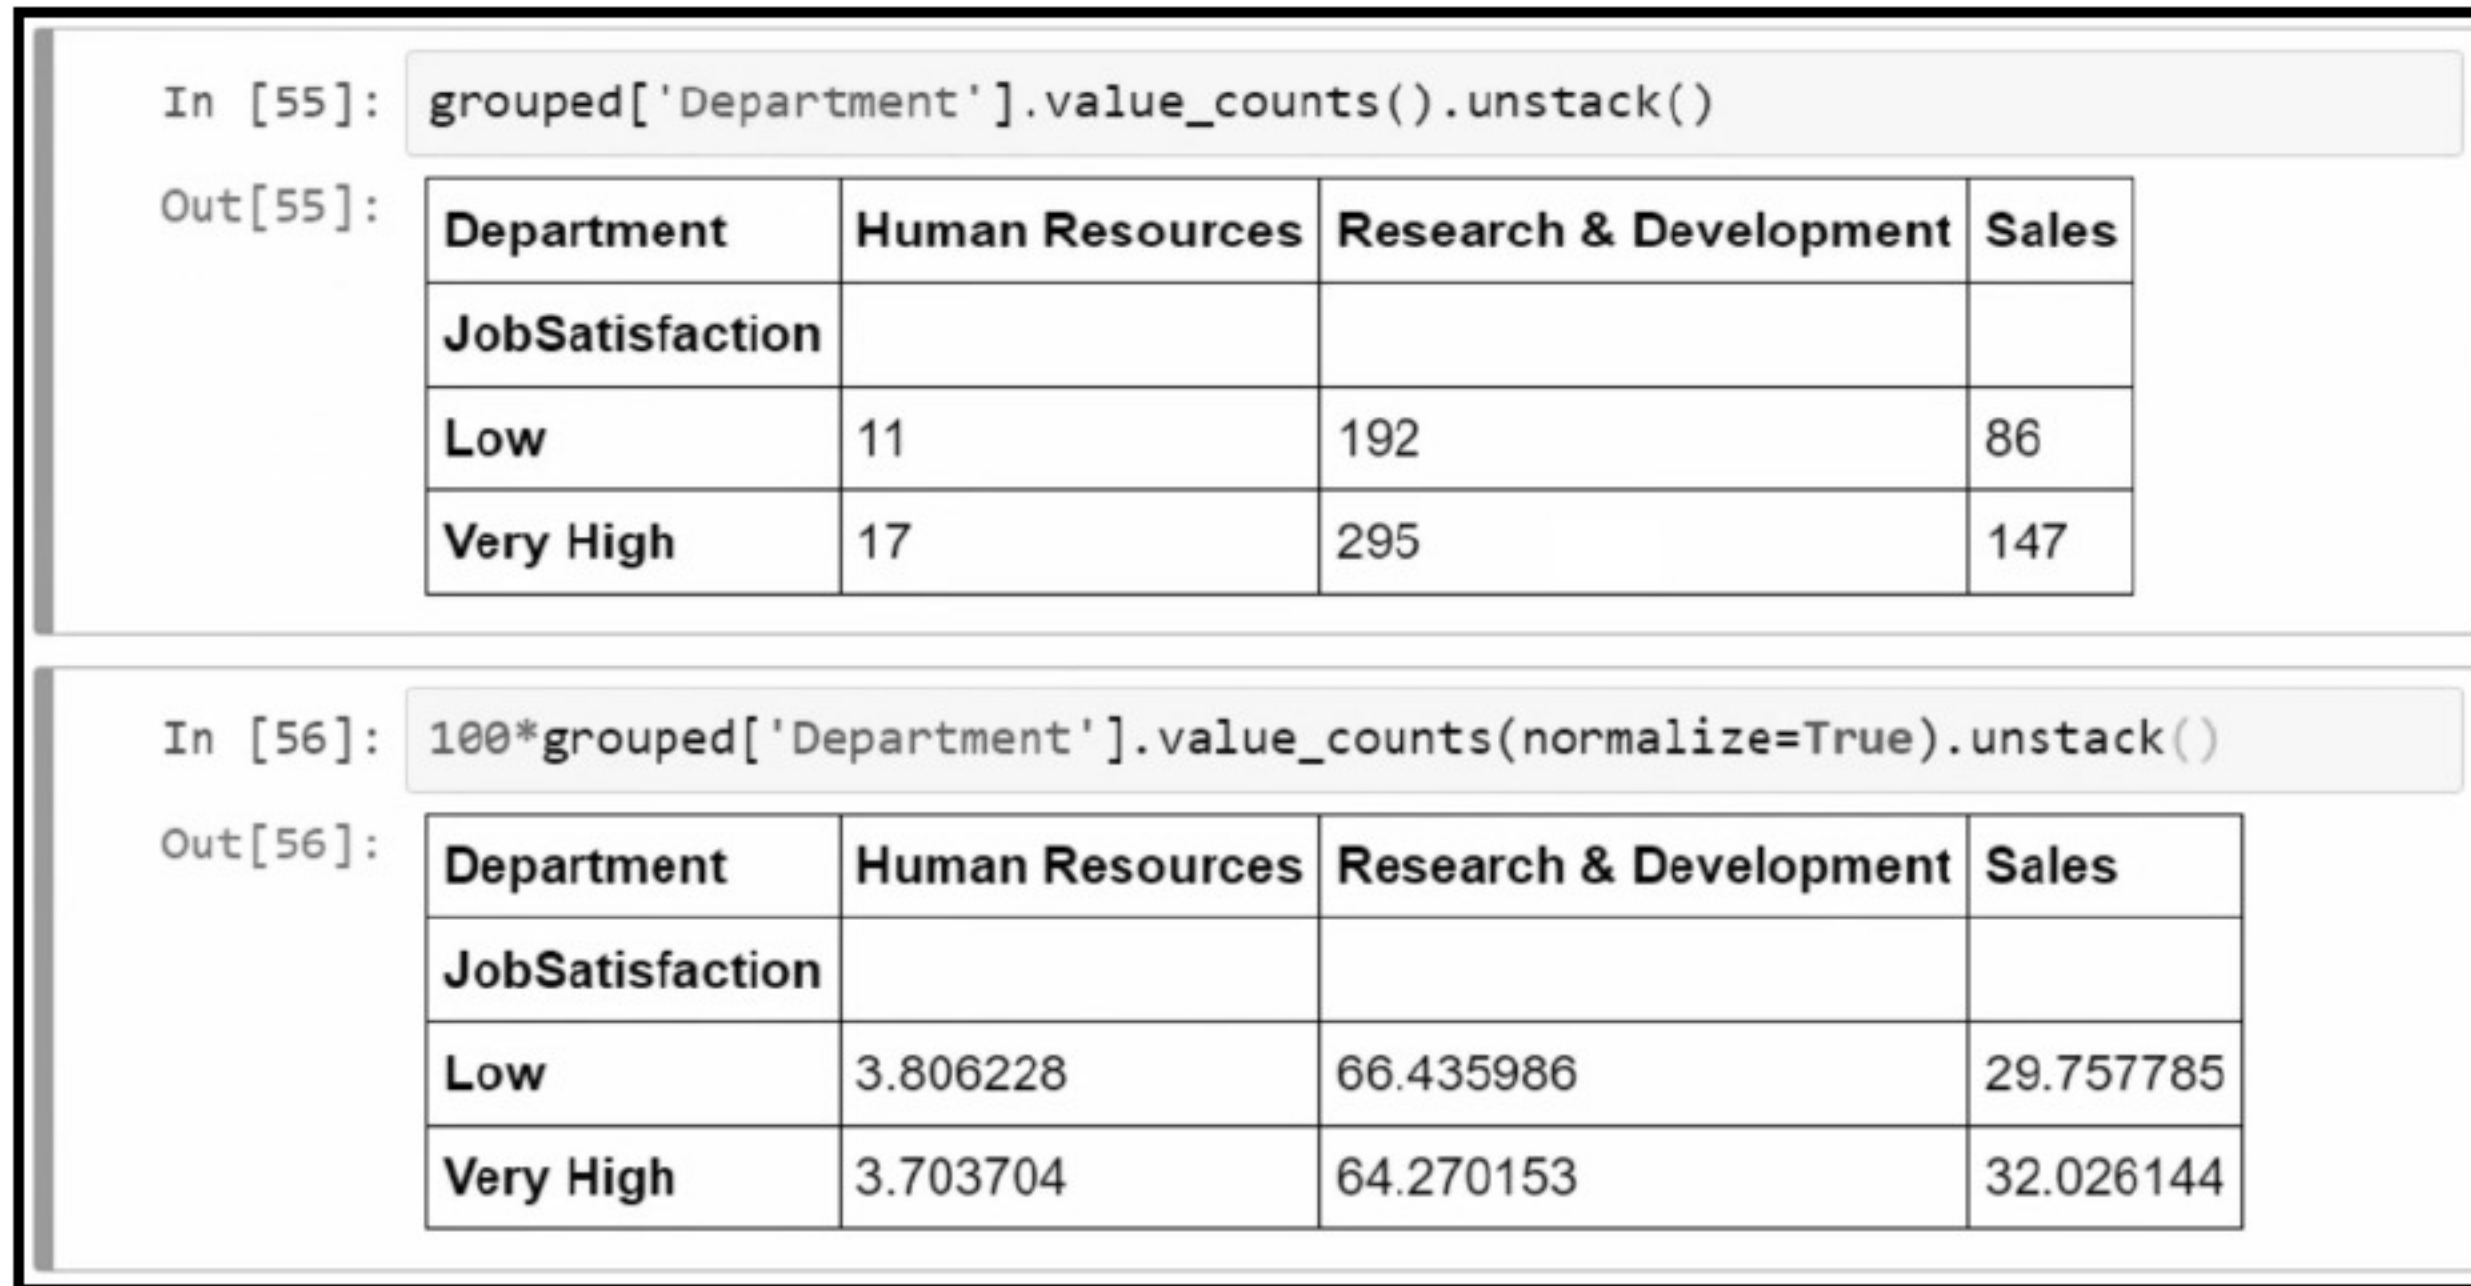 In [55]: grouped['Department'].value_counts().unstack()
Out[55]:
Department Human Resources Research & Development Sales
JobSatisfaction
Low 11 192 86
Very High 17 295 147
In [56]: 100*grouped['Department'].value_counts(normalize=True).unstack()
Out[56]:
Department Human Resources Research & Development Sales
JobSatisfaction
Low 3.806228 66.435986 29.757785
Very High 3.703704 64.270153 32.026144